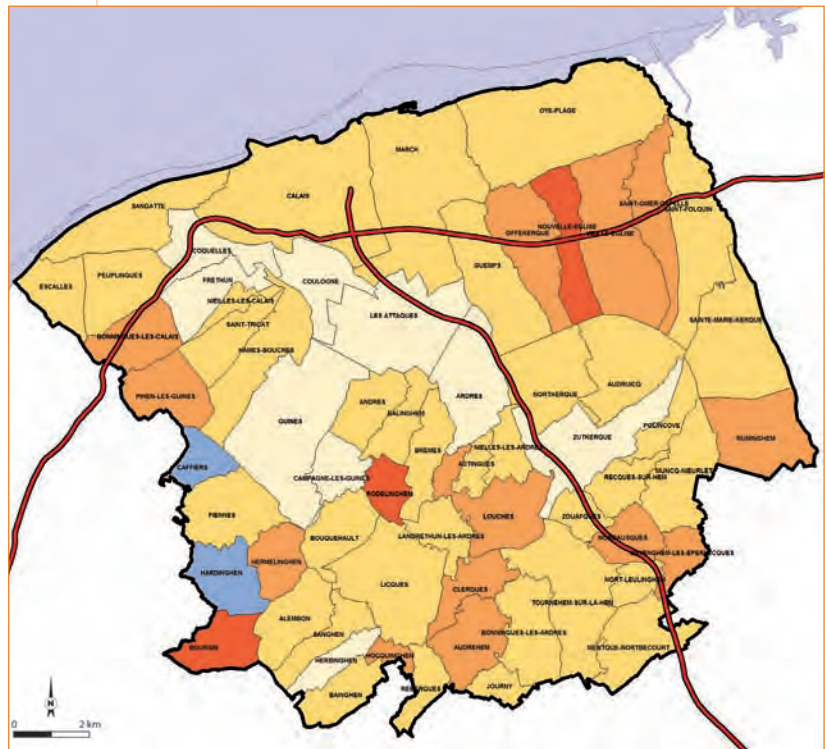 OYE-PLAGE
MARCK
CALAIS
SANGATTE
SAINT-FOLQUIN
NOUVELLE-EGLISE
OFFEKERQUE
COQUELLES
PEUPLINGUES
ESCALLES
FRETHUN
COULOGNE
GUEMPS
NIELLES-LES-CALAIS
LES ATTAQUES
SAINT-TRICAT
SAINTE-MARIE-KERQUE
BONNINGUES-LES-CALAIS
HAMES-BOUCRES
AUDRUICQ
NORTKERQUE
PIHEN-LES-GUINES
ANDRES
ARDRES
BALINGHEM
GUINES
POLINCOVE
RUMINGHEM
ZUTKERQUE
BREMES
NIELLES-LES-ARDRES
CAFFIERS
AUTINGUES
MUNCQ-NIEURLET
RECQUES-SUR-HEM
CAMPAGNE-LES-GUINES
RODELINGHEM
FIENNES
LOUCHES
ZOUAFQUES
BOUQUEHAULT
LANDRETHUN-LES-ARDRES
NORDAUSQUES
HERMELINGHEN
HARDINGHEN
NORT-LEULINGHEM
LICQUES
CLERQUES
TOURNEHEM-SUR-LA-HEM
ALEMBON
SANGHEN
BONNINGUES-LES-ARDRES
BOURSIN
AUDREHEM
MENTQUE-NORTBECOURT
HERBINGHEN
HOCQUINGHEN
JOURNY
REBERGUES
BAINGHEN
N
0 2 km